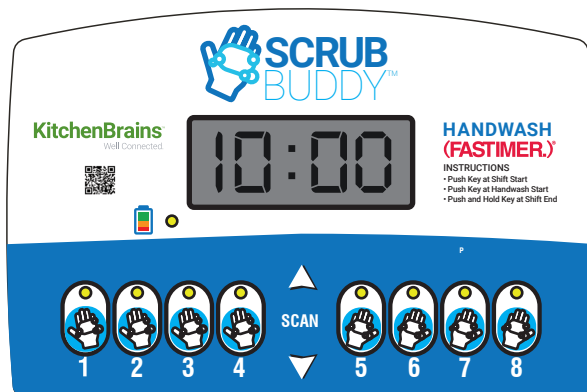 SCRUB
BUDDY™
KitchenBrains®
Well Connected.
10:00
HANDWASH
(FASTIMER.)®
INSTRUCTIONS
• Push Key at Shift Start
• Push Key at Handwash Start
• Push and Hold Key at Shift End
P
SCAN
1 2 3 4 5 6 7 8